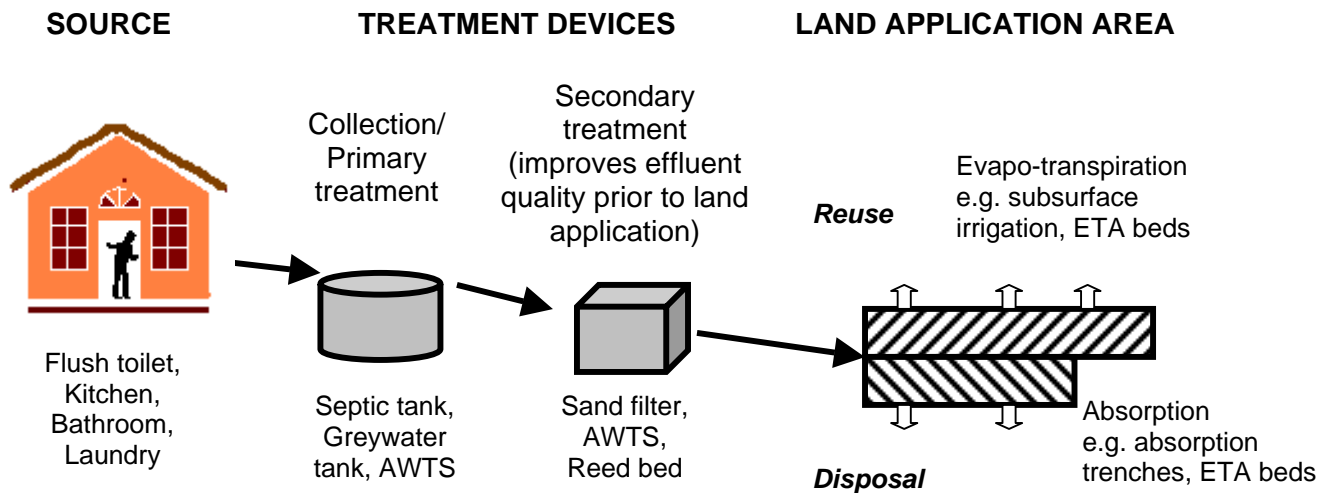 SOURCE
TREATMENT DEVICES
LAND APPLICATION AREA
Flush toilet,
Kitchen,
Bathroom,
Laundry
Collection/
Primary
treatment
Septic tank,
Greywater
tank, AWTS
Secondary
treatment
(improves effluent
quality prior to land
application)
Sand filter,
AWTS,
Reed bed
Reuse
Evapo-transpiration
e.g. subsurface
irrigation, ETA beds
Disposal
Absorption
e.g. absorption
trenches, ETA beds